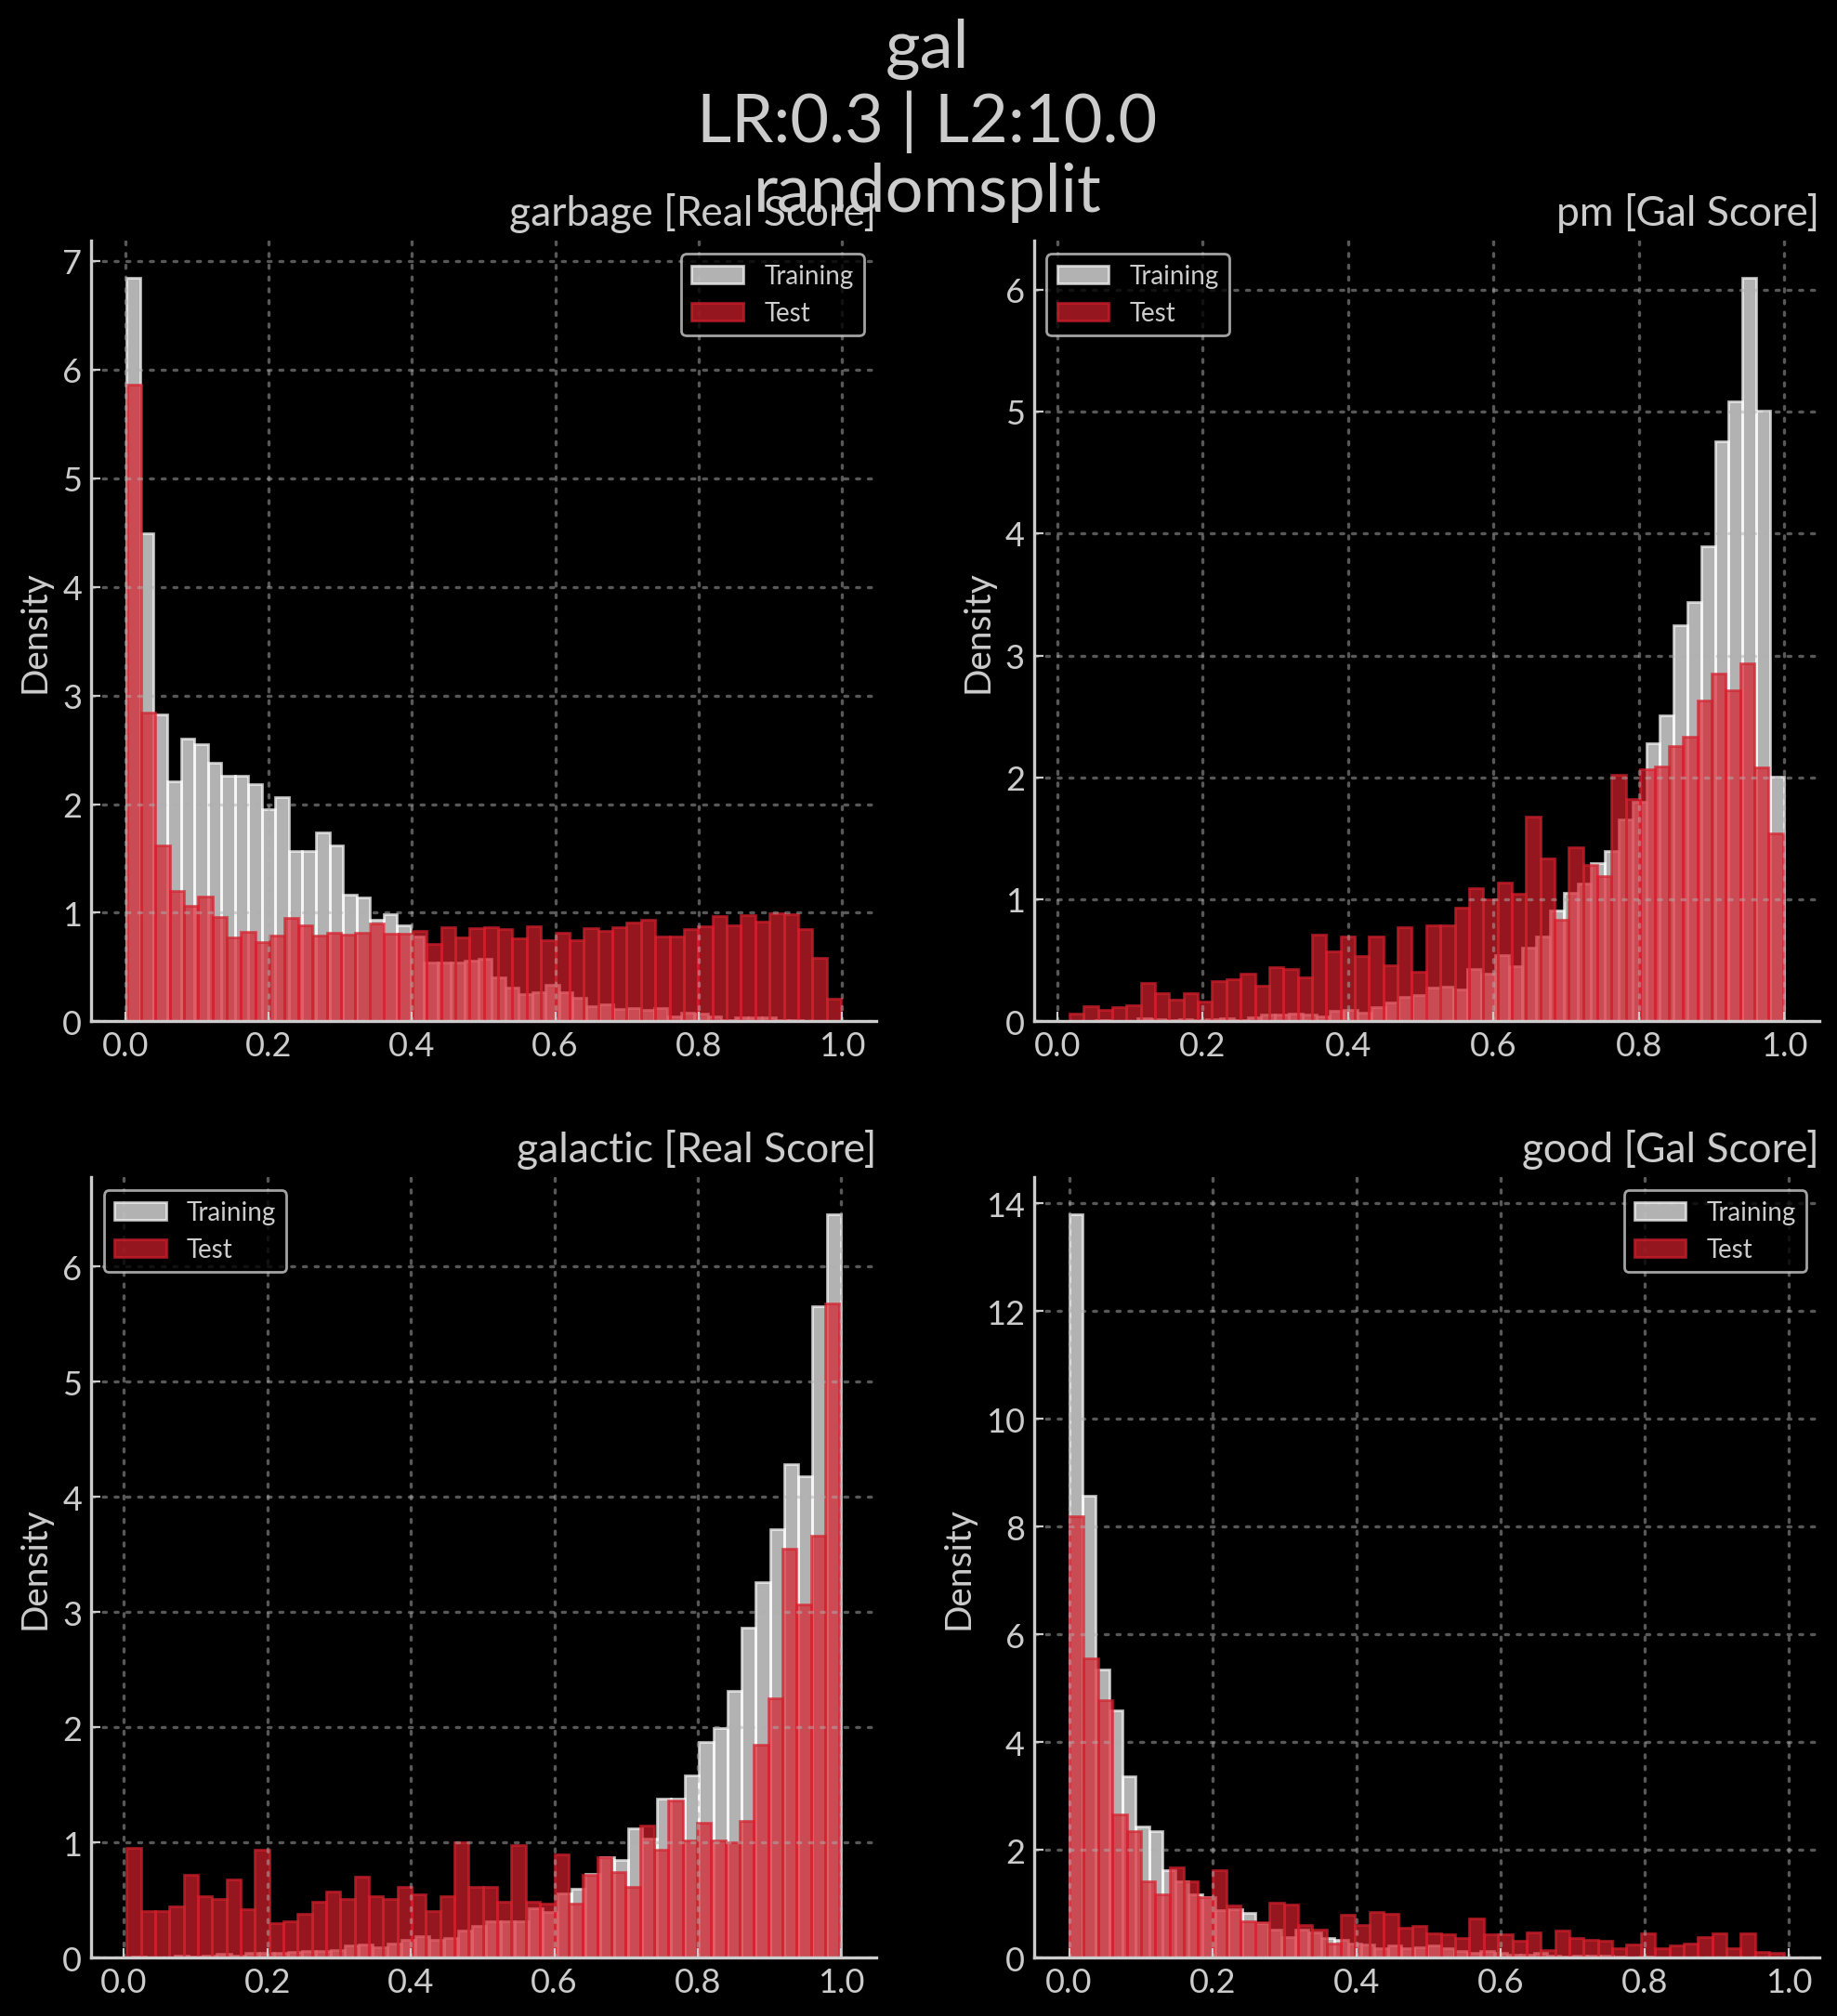 gal
LR:0.3 | L2:10.0
randomsplit
garbage [Real Score]
7
6
5
4
3
2
1
0
Density
0.0 0.2 0.4 0.6 0.8 1.0
Training
Test
pm [Gal Score]
6
5
4
3
2
1
0
Density
0.0 0.2 0.4 0.6 0.8 1.0
Training
Test
galactic [Real Score]
6
5
4
3
2
1
0
Density
0.0 0.2 0.4 0.6 0.8 1.0
Training
Test
good [Gal Score]
14
12
10
8
6
4
2
0
Density
0.0 0.2 0.4 0.6 0.8 1.0
Training
Test